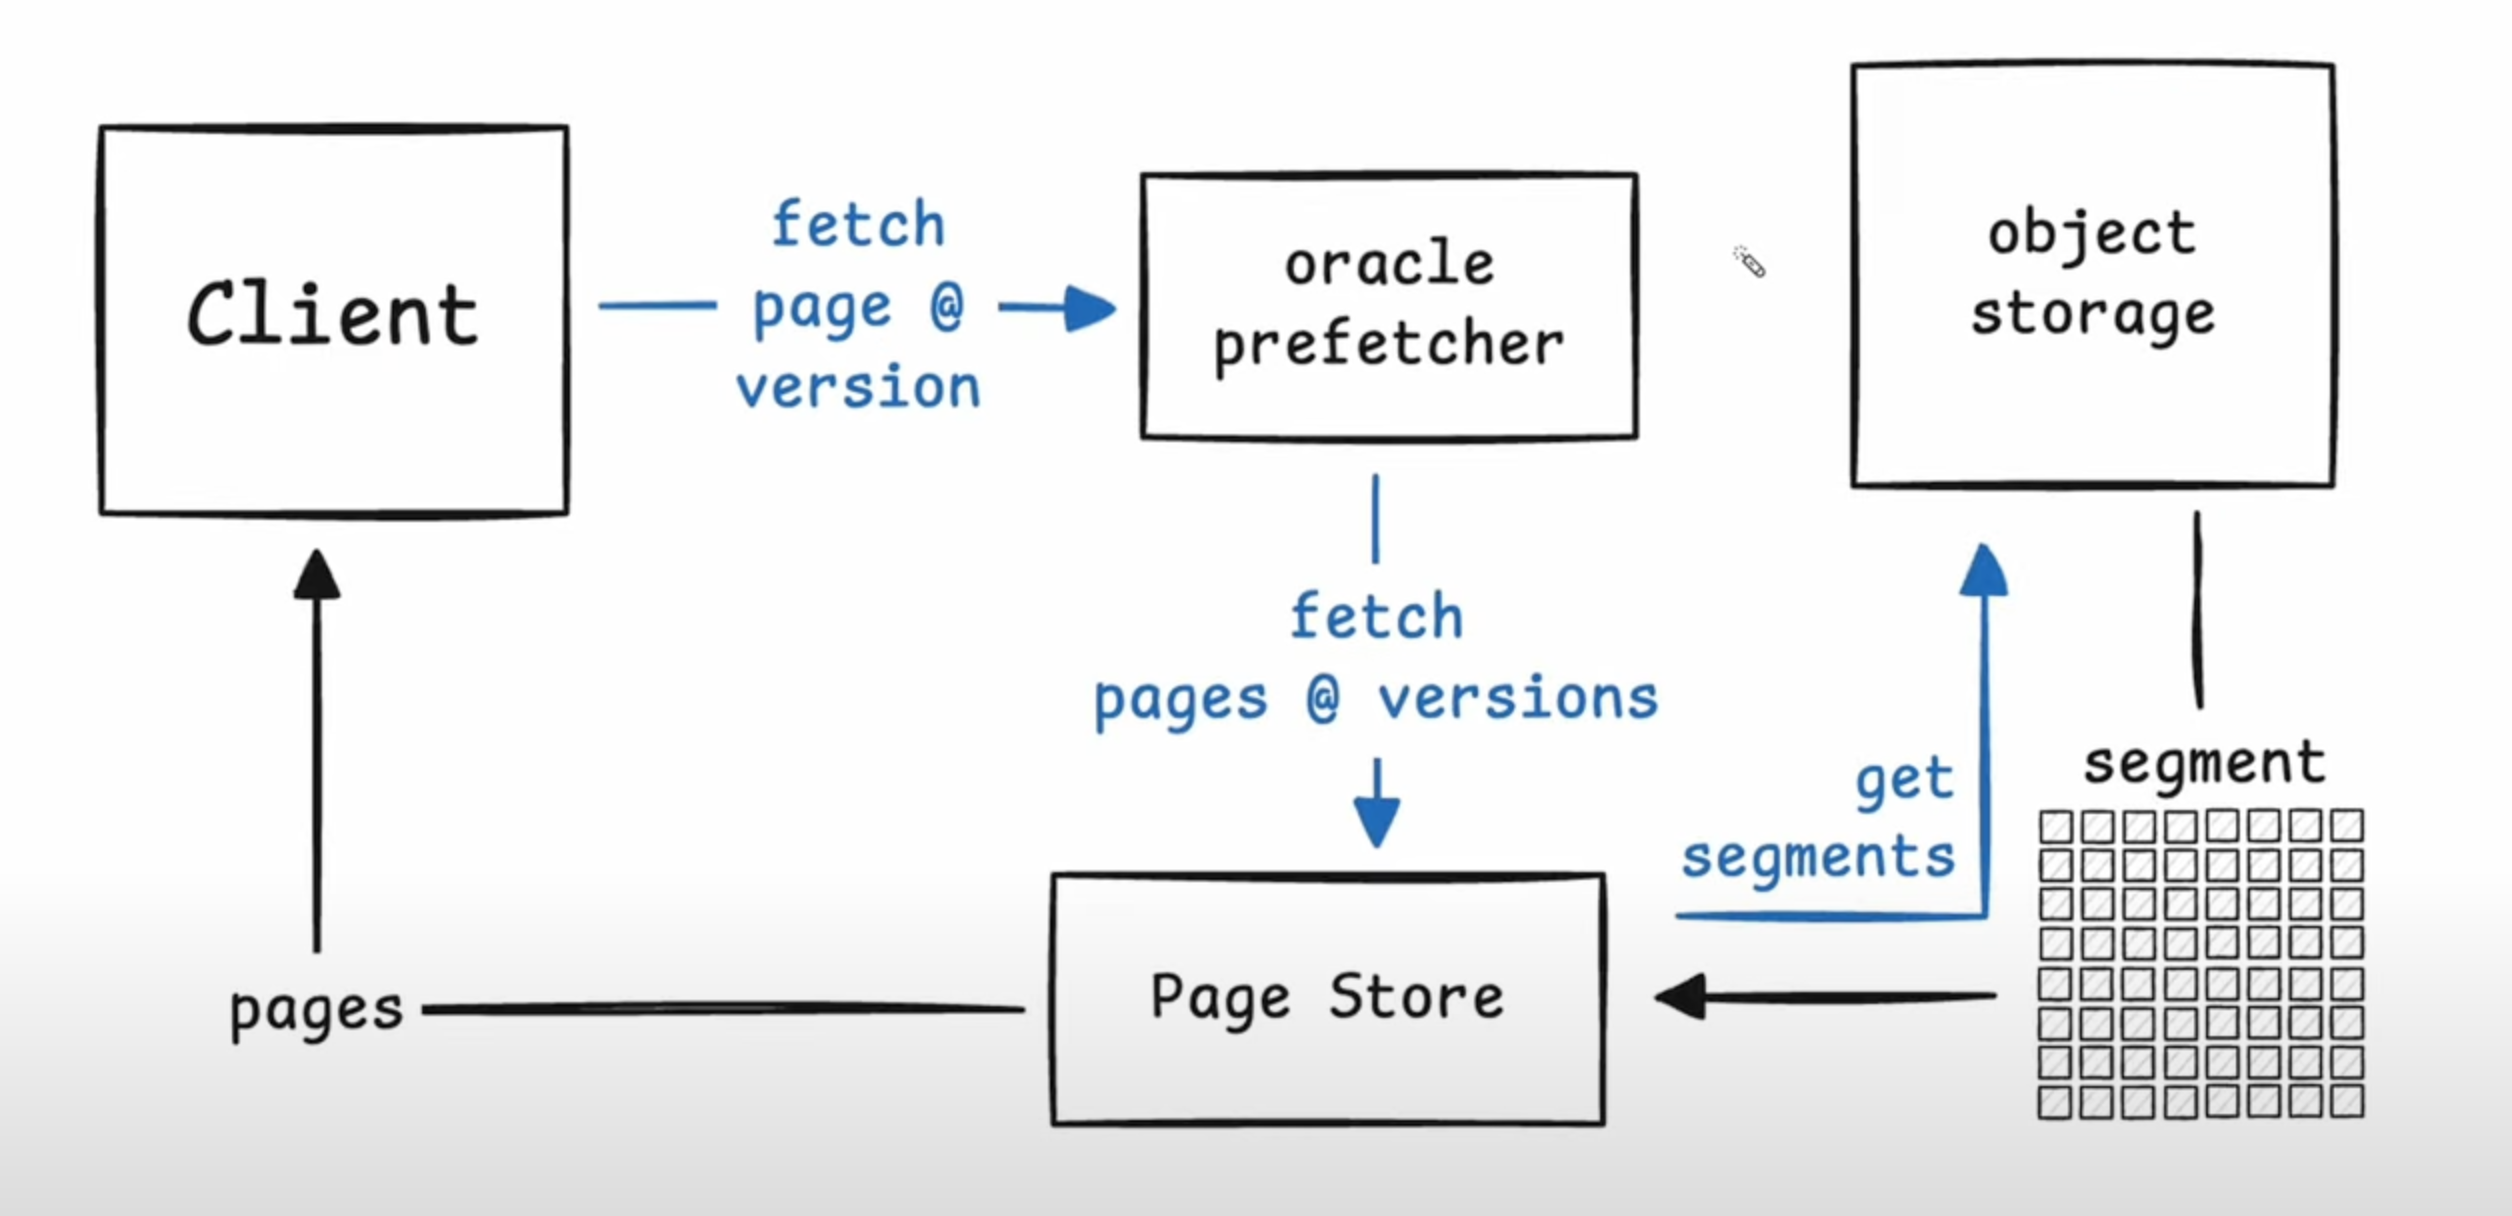 Client
fetch
page @
version
oracle
prefetcher
object
storage
fetch
pages @ versions
get
segments
segment
pages
Page Store